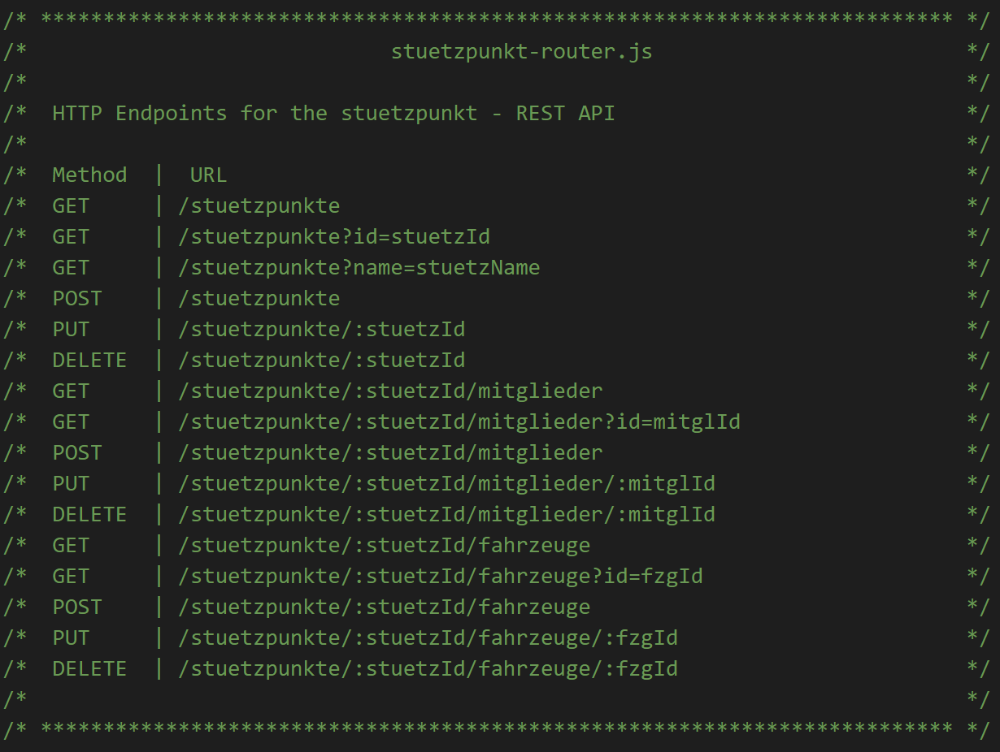 /* ************************************************************************* */
/*                             stuetzpunkt-router.js                         */
/*                                                                           */
/*  HTTP Endpoints for the stuetzpunkt - REST API                            */
/*                                                                           */
/*  Method  |  URL                                                           */
/*  GET     | /stuetzpunkte                                                  */
/*  GET     | /stuetzpunkte?id=stuetzId                                      */
/*  GET     | /stuetzpunkte?name=stuetzName                                  */
/*  POST    | /stuetzpunkte                                                  */
/*  PUT     | /stuetzpunkte/:stuetzId                                        */
/*  DELETE  | /stuetzpunkte/:stuetzId                                        */
/*  GET     | /stuetzpunkte/:stuetzId/mitglieder                             */
/*  GET     | /stuetzpunkte/:stuetzId/mitglieder?id=mitglId                  */
/*  POST    | /stuetzpunkte/:stuetzId/mitglieder                             */
/*  PUT     | /stuetzpunkte/:stuetzId/mitglieder/:mitglId                    */
/*  DELETE  | /stuetzpunkte/:stuetzId/mitglieder/:mitglId                    */
/*  GET     | /stuetzpunkte/:stuetzId/fahrzeuge                              */
/*  GET     | /stuetzpunkte/:stuetzId/fahrzeuge?id=fzgId                     */
/*  POST    | /stuetzpunkte/:stuetzId/fahrzeuge                              */
/*  PUT     | /stuetzpunkte/:stuetzId/fahrzeuge/:fzgId                       */
/*  DELETE  | /stuetzpunkte/:stuetzId/fahrzeuge/:fzgId                       */
/*                                                                           */
/* ************************************************************************* */